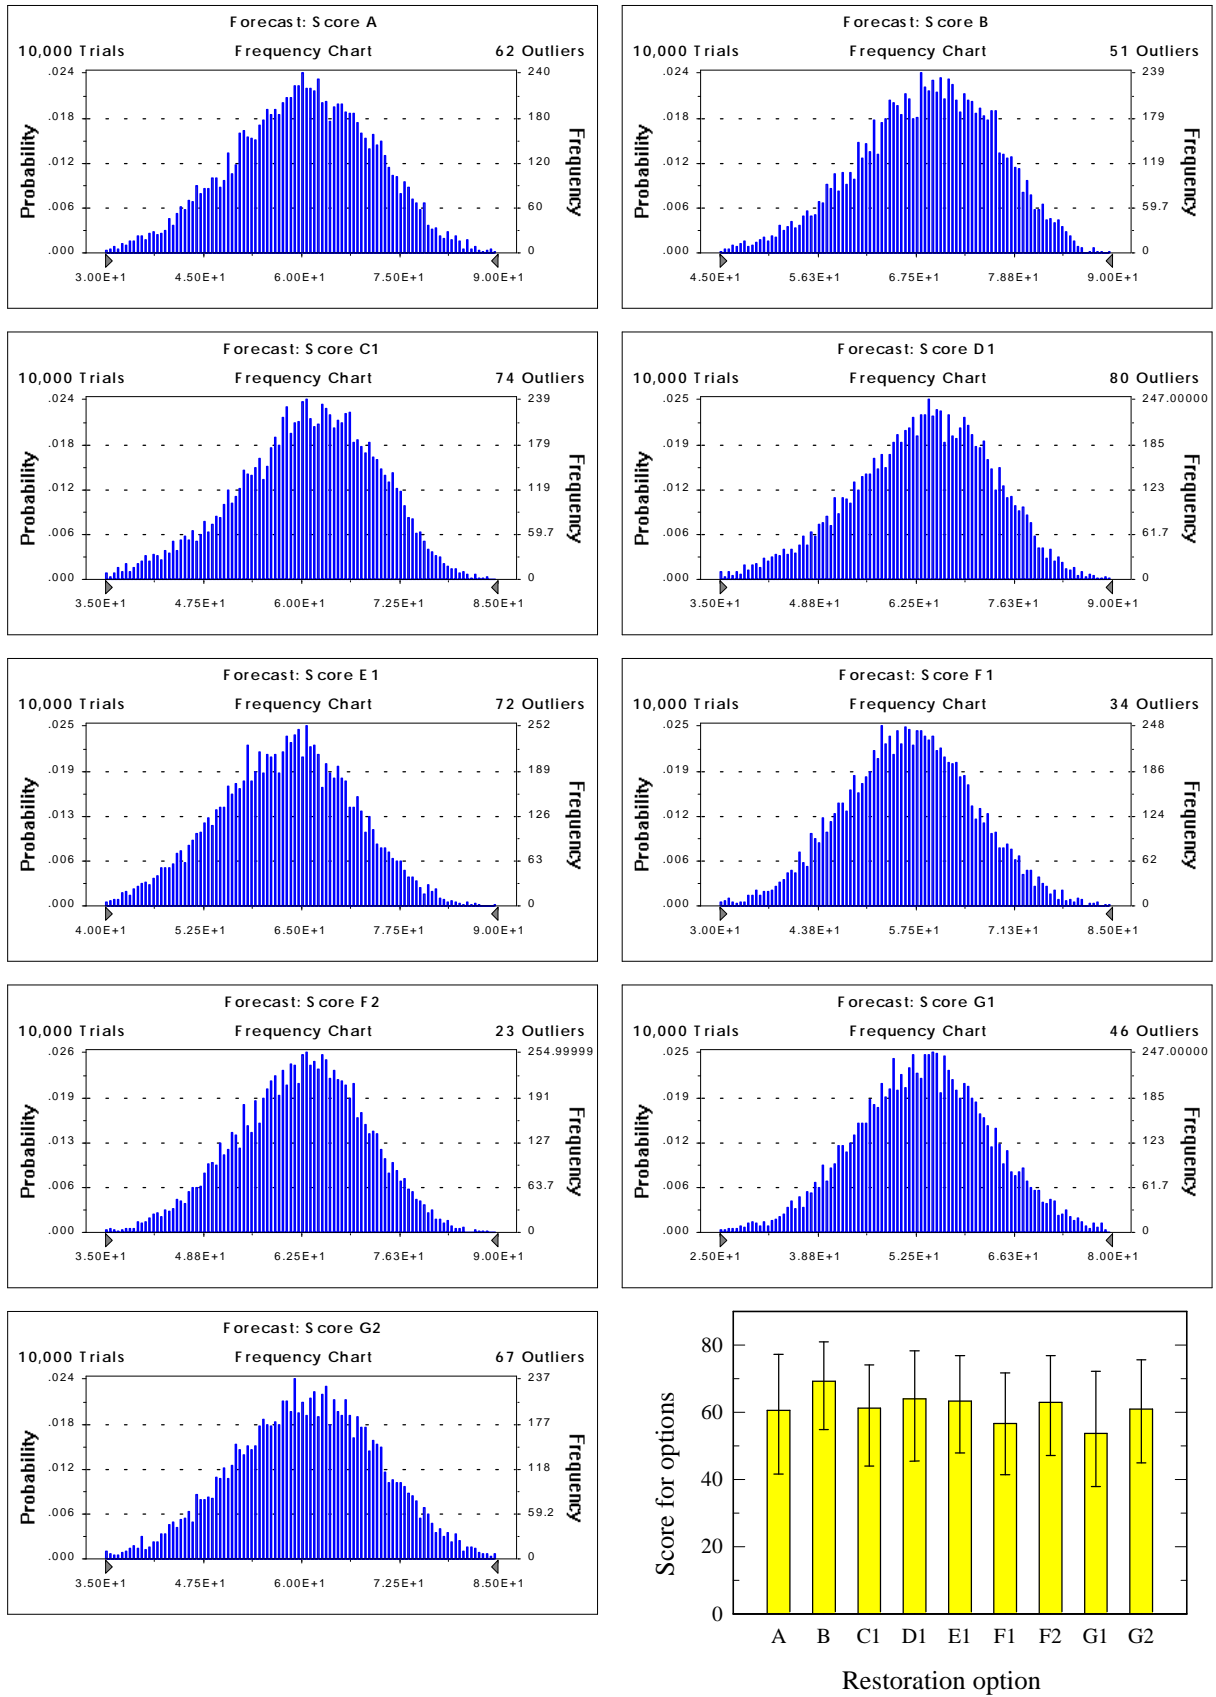 Forecast: Score A
10,000 Trials Frequency Chart 62 Outliers
Probability
.024
.018
.012
.006
.000
240
180
120
60
0
Frequency
3.00E+1 4.50E+1 6.00E+1 7.50E+1 9.00E+1
Forecast: Score B
10,000 Trials Frequency Chart 51 Outliers
Probability
.024
.018
.012
.006
.000
239
179
119
59.7
0
Frequency
4.50E+1 5.63E+1 6.75E+1 7.88E+1 9.00E+1
Forecast: Score C1
10,000 Trials Frequency Chart 74 Outliers
Probability
.024
.018
.012
.006
.000
239
179
119
59.7
0
Frequency
3.50E+1 4.75E+1 6.00E+1 7.25E+1 8.50E+1
Forecast: Score D1
10,000 Trials Frequency Chart 80 Outliers
Probability
.025
.019
.012
.006
.000
247.00000
185
123
61.7
0
Frequency
3.50E+1 4.88E+1 6.25E+1 7.63E+1 9.00E+1
Forecast: Score E1
10,000 Trials Frequency Chart 72 Outliers
Probability
.025
.019
.013
.006
.000
252
189
126
63
0
Frequency
4.00E+1 5.25E+1 6.50E+1 7.75E+1 9.00E+1
Forecast: Score F1
10,000 Trials Frequency Chart 34 Outliers
Probability
.025
.019
.012
.006
.000
248
186
124
62
0
Frequency
3.00E+1 4.38E+1 5.75E+1 7.13E+1 8.50E+1
Forecast: Score F2
10,000 Trials Frequency Chart 23 Outliers
Probability
.026
.019
.013
.006
.000
254.99999
191
127
63.7
0
Frequency
3.50E+1 4.88E+1 6.25E+1 7.63E+1 9.00E+1
Forecast: Score G1
10,000 Trials Frequency Chart 46 Outliers
Probability
.025
.019
.012
.006
.000
247.00000
185
123
61.7
0
Frequency
2.50E+1 3.88E+1 5.25E+1 6.63E+1 8.00E+1
Forecast: Score G2
10,000 Trials Frequency Chart 67 Outliers
Probability
.024
.018
.012
.006
.000
237
177
118
59.2
0
Frequency
3.50E+1 4.75E+1 6.00E+1 7.25E+1 8.50E+1
Score for options
80
60
40
20
0
A B C1 D1 E1 F1 F2 G1 G2
Restoration option